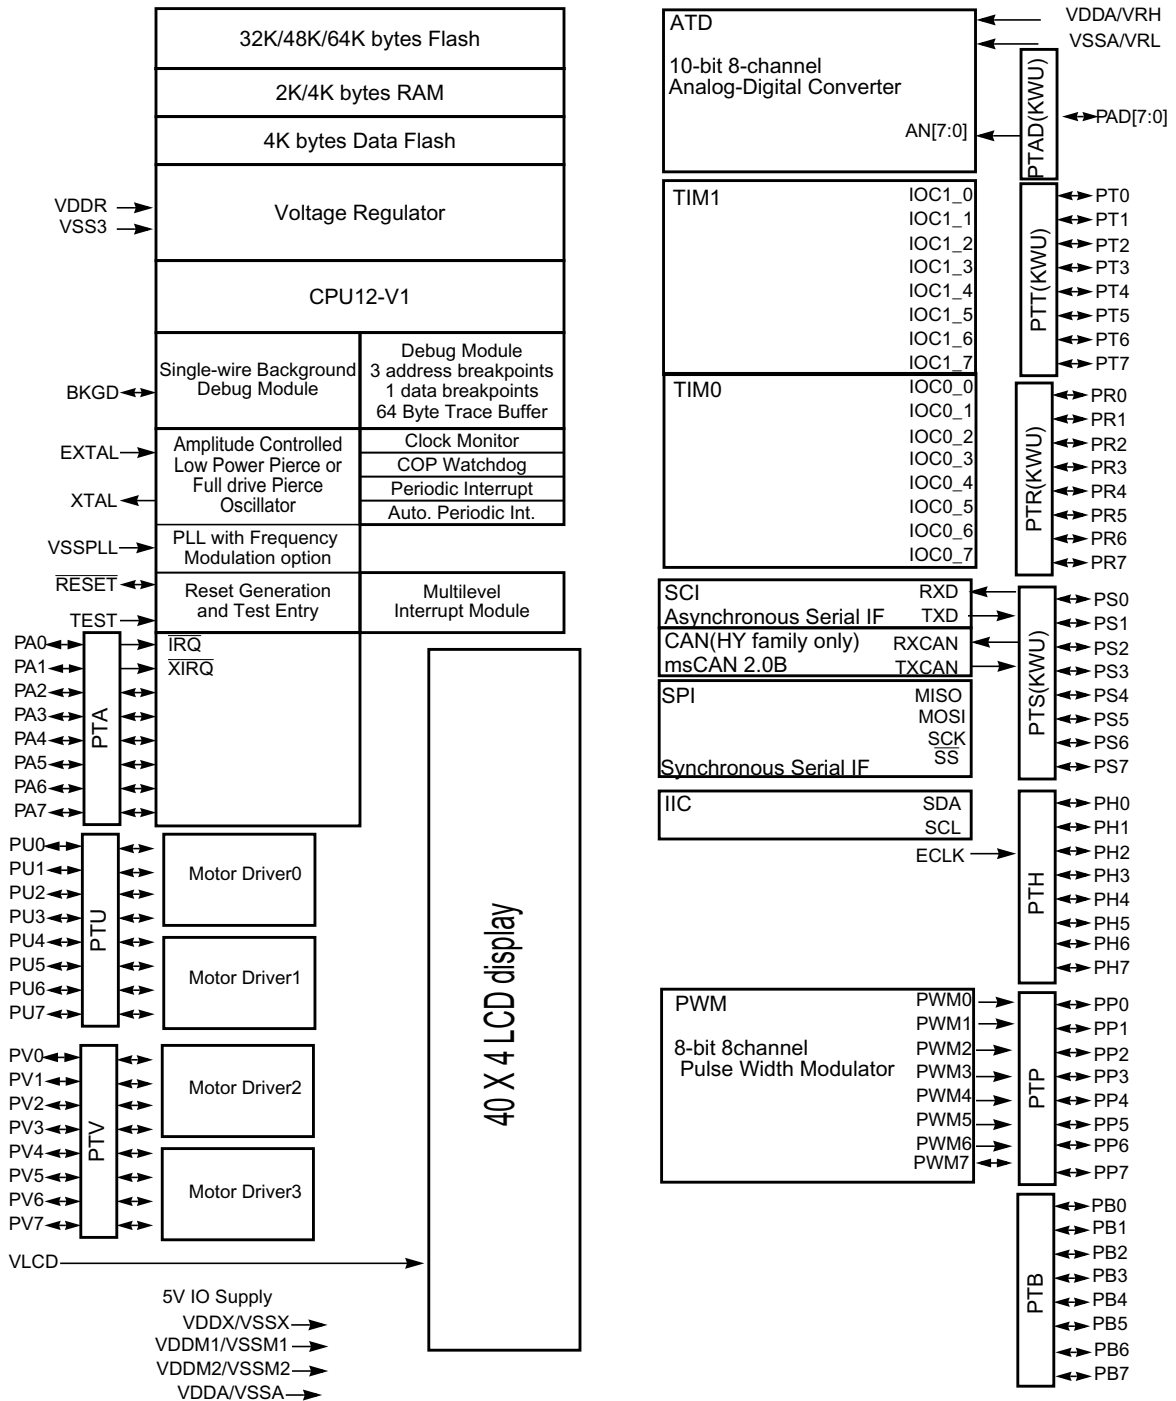 32K/48K/64K bytes Flash
2K/4K bytes RAM
4K bytes Data Flash
VDDR
VSS3
Voltage Regulator
CPU12-V1
BKGD
Single-wire Background
Debug Module
Debug Module
3 address breakpoints
1 data breakpoints
64 Byte Trace Buffer
EXTAL
XTAL
Amplitude Controlled
Low Power Pierce or
Full drive Pierce
Oscillator
Clock Monitor
COP Watchdog
Periodic Interrupt
Auto. Periodic Int.
VSSPLL
PLL with Frequency
Modulation option
RESET
TEST
Reset Generation
and Test Entry
Multilevel
Interrupt Module
PA0
PA1
PA2
PA3
PA4
PA5
PA6
PA7
PTA
IRQ
XIRQ
PU0
PU1
PU2
PU3
PU4
PU5
PU6
PU7
PTU
Motor Driver0
Motor Driver1
PV0
PV1
PV2
PV3
PV4
PV5
PV6
PV7
PTV
Motor Driver2
Motor Driver3
VLCD
40 X 4 LCD display
5V IO Supply
VDDX/VSSX
VDDM1/VSSM1
VDDM2/VSSM2
VDDA/VSSA
ATD
10-bit 8-channel
Analog-Digital Converter
AN[7:0]
VDDA/VRH
VSSA/VRL
PTAD(KWU)
PAD[7:0]
TIM1
IOC1_0
IOC1_1
IOC1_2
IOC1_3
IOC1_4
IOC1_5
IOC1_6
IOC1_7
PTT(KWU)
PT0
PT1
PT2
PT3
PT4
PT5
PT6
PT7
TIM0
IOC0_0
IOC0_1
IOC0_2
IOC0_3
IOC0_4
IOC0_5
IOC0_6
IOC0_7
PTR(KWU)
PR0
PR1
PR2
PR3
PR4
PR5
PR6
PR7
SCI
Asynchronous Serial IF
RXD
TXD
CAN(HY family only)
msCAN 2.0B
RXCAN
TXCAN
SPI
Synchronous Serial IF
MISO
MOSI
SCK
SS
PTS(KWU)
PS0
PS1
PS2
PS3
PS4
PS5
PS6
PS7
IIC
SDA
SCL
ECLK
PTH
PH0
PH1
PH2
PH3
PH4
PH5
PH6
PH7
PWM
8-bit 8channel
Pulse Width Modulator
PWM0
PWM1
PWM2
PWM3
PWM4
PWM5
PWM6
PWM7
PTP
PP0
PP1
PP2
PP3
PP4
PP5
PP6
PP7
PTB
PB0
PB1
PB2
PB3
PB4
PB5
PB6
PB7